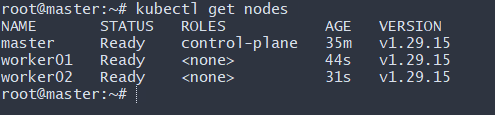 root@master:~# kubectl get nodes
NAME       STATUS   ROLES           AGE   VERSION
master     Ready    control-plane   35m   v1.29.15
worker01   Ready    <none>          44s   v1.29.15
worker02   Ready    <none>          31s   v1.29.15
root@master:~#